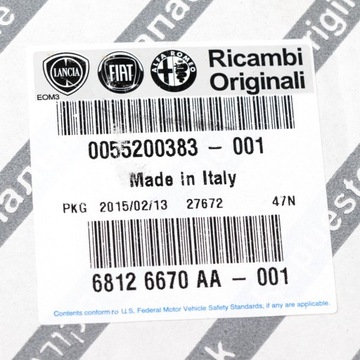 LANCIA FIAT ALFA ROMEO
Ricambi
Originali
EOM3
0055200383 - 001
Made in Italy
PKG 2015/02/13 27672 47N
6812 6670 AA - 001
Contents conform to U.S. Federal Motor Vehicle Safety Standards, if any are applicable.